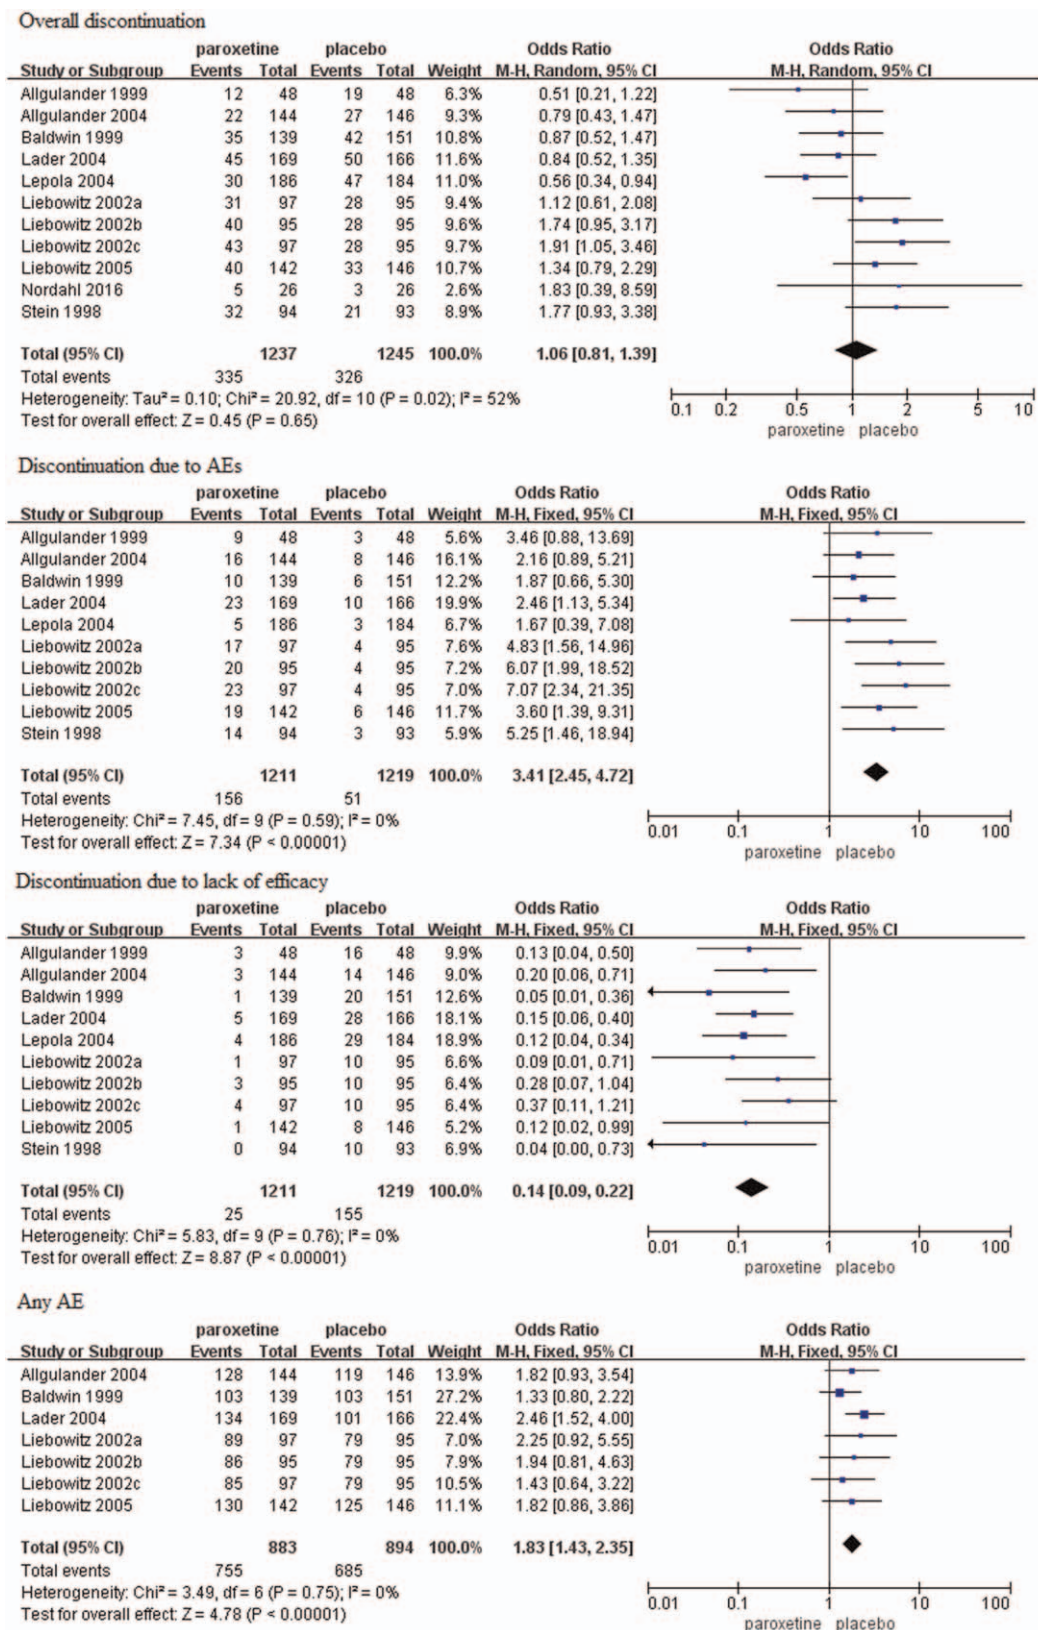 Overall discontinuation
paroxetine placebo Odds Ratio Odds Ratio
Study or Subgroup Events Total Events Total Weight M-H, Random, 95% CI M-H, Random, 95% CI
Allgulander 1999 12 48 19 48 6.3% 0.51 [0.21, 1.22]
Allgulander 2004 22 144 27 146 9.3% 0.79 [0.43, 1.47]
Baldwin 1999 35 139 42 151 10.8% 0.87 [0.52, 1.47]
Lader 2004 45 169 50 166 11.6% 0.84 [0.52, 1.35]
Lepola 2004 30 186 47 184 11.0% 0.56 [0.34, 0.94]
Liebowitz 2002a 31 97 28 95 9.4% 1.12 [0.61, 2.08]
Liebowitz 2002b 40 95 28 95 9.6% 1.74 [0.95, 3.17]
Liebowitz 2002c 43 97 28 95 9.7% 1.91 [1.05, 3.46]
Liebowitz 2005 40 142 33 146 10.7% 1.34 [0.79, 2.29]
Nordahl 2016 5 26 3 26 2.6% 1.83 [0.39, 8.59]
Stein 1998 32 94 21 93 8.9% 1.77 [0.93, 3.38]
Total (95% CI) 1237 1245 100.0% 1.06 [0.81, 1.39]
Total events 335 326
Heterogeneity: Tau² = 0.10; Chi² = 20.92, df = 10 (P = 0.02); I² = 52%
Test for overall effect: Z = 0.45 (P = 0.65)
0.1 0.2 0.5 1 2 5 10
paroxetine placebo
Discontinuation due to AEs
paroxetine placebo Odds Ratio Odds Ratio
Study or Subgroup Events Total Events Total Weight M-H, Fixed, 95% CI M-H, Fixed, 95% CI
Allgulander 1999 9 48 3 48 5.6% 3.46 [0.88, 13.69]
Allgulander 2004 16 144 8 146 16.1% 2.16 [0.89, 5.21]
Baldwin 1999 10 139 6 151 12.2% 1.87 [0.66, 5.30]
Lader 2004 23 169 10 166 19.9% 2.46 [1.13, 5.34]
Lepola 2004 5 186 3 184 6.7% 1.67 [0.39, 7.08]
Liebowitz 2002a 17 97 4 95 7.6% 4.83 [1.56, 14.96]
Liebowitz 2002b 20 95 4 95 7.2% 6.07 [1.99, 18.52]
Liebowitz 2002c 23 97 4 95 7.0% 7.07 [2.34, 21.35]
Liebowitz 2005 19 142 6 146 11.7% 3.60 [1.39, 9.31]
Stein 1998 14 94 3 93 5.9% 5.25 [1.46, 18.94]
Total (95% CI) 1211 1219 100.0% 3.41 [2.45, 4.72]
Total events 156 51
Heterogeneity: Chi² = 7.45, df = 9 (P = 0.59); I² = 0%
Test for overall effect: Z = 7.34 (P < 0.00001)
0.01 0.1 1 10 100
paroxetine placebo
Discontinuation due to lack of efficacy
paroxetine placebo Odds Ratio Odds Ratio
Study or Subgroup Events Total Events Total Weight M-H, Fixed, 95% CI M-H, Fixed, 95% CI
Allgulander 1999 3 48 16 48 9.9% 0.13 [0.04, 0.50]
Allgulander 2004 3 144 14 146 9.0% 0.20 [0.06, 0.71]
Baldwin 1999 1 139 20 151 12.6% 0.05 [0.01, 0.36]
Lader 2004 5 169 28 166 18.1% 0.15 [0.06, 0.40]
Lepola 2004 4 186 29 184 18.9% 0.12 [0.04, 0.34]
Liebowitz 2002a 1 97 10 95 6.6% 0.09 [0.01, 0.71]
Liebowitz 2002b 3 95 10 95 6.4% 0.28 [0.07, 1.04]
Liebowitz 2002c 4 97 10 95 6.4% 0.37 [0.11, 1.21]
Liebowitz 2005 1 142 8 146 5.2% 0.12 [0.02, 0.99]
Stein 1998 0 94 10 93 6.9% 0.04 [0.00, 0.73]
Total (95% CI) 1211 1219 100.0% 0.14 [0.09, 0.22]
Total events 25 155
Heterogeneity: Chi² = 5.83, df = 9 (P = 0.76); I² = 0%
Test for overall effect: Z = 8.87 (P < 0.00001)
0.01 0.1 1 10 100
paroxetine placebo
Any AE
paroxetine placebo Odds Ratio Odds Ratio
Study or Subgroup Events Total Events Total Weight M-H, Fixed, 95% CI M-H, Fixed, 95% CI
Allgulander 2004 128 144 119 146 13.9% 1.82 [0.93, 3.54]
Baldwin 1999 103 139 103 151 27.2% 1.33 [0.80, 2.22]
Lader 2004 134 169 101 166 22.4% 2.46 [1.52, 4.00]
Liebowitz 2002a 89 97 79 95 7.0% 2.25 [0.92, 5.55]
Liebowitz 2002b 86 95 79 95 7.9% 1.94 [0.81, 4.63]
Liebowitz 2002c 85 97 79 95 10.5% 1.43 [0.64, 3.22]
Liebowitz 2005 130 142 125 146 11.1% 1.82 [0.86, 3.86]
Total (95% CI) 883 894 100.0% 1.83 [1.43, 2.35]
Total events 755 685
Heterogeneity: Chi² = 3.49, df = 6 (P = 0.75); I² = 0%
Test for overall effect: Z = 4.78 (P < 0.00001)
0.01 0.1 1 10 100
paroxetine placebo